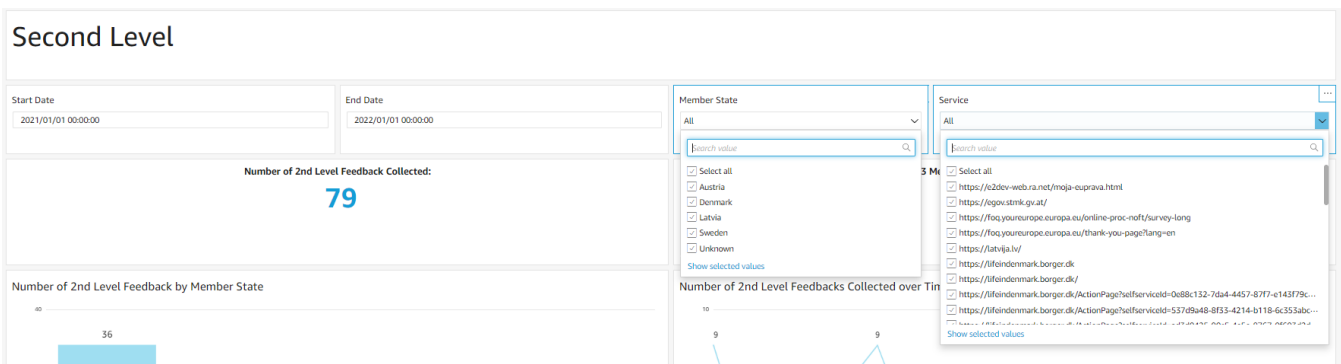 Second Level
Start Date
2021/01/01 00:00:00
End Date
2022/01/01 00:00:00
Member State
All
Search value
Select all
Austria
Denmark
Latvia
Sweden
Unknown
Show selected values
Service
All
Search value
Select all
https://e2dev-web.ra.net/moja-euprava.html
https://egov.stmk.gv.at/
https://foq.youreurope.europa.eu/online-proc-noft/survey-long
https://foq.youreurope.europa.eu/thank-you-page?lang=en
https://latvija.lv/
https://lifeindenmark.borger.dk
https://lifeindenmark.borger.dk/
https://lifeindenmark.borger.dk/ActionPage?selfserviceId=0e88c132-7da4-4457-87f7-e143f79c...
https://lifeindenmark.borger.dk/ActionPage?selfserviceId=537d9a48-8f33-4214-b118-6c353abc...
Show selected values
Number of 2nd Level Feedback Collected:
79
3 Me
Number of 2nd Level Feedback by Member State
40
36
Number of 2nd Level Feedbacks Collected over Tim
10
9
9